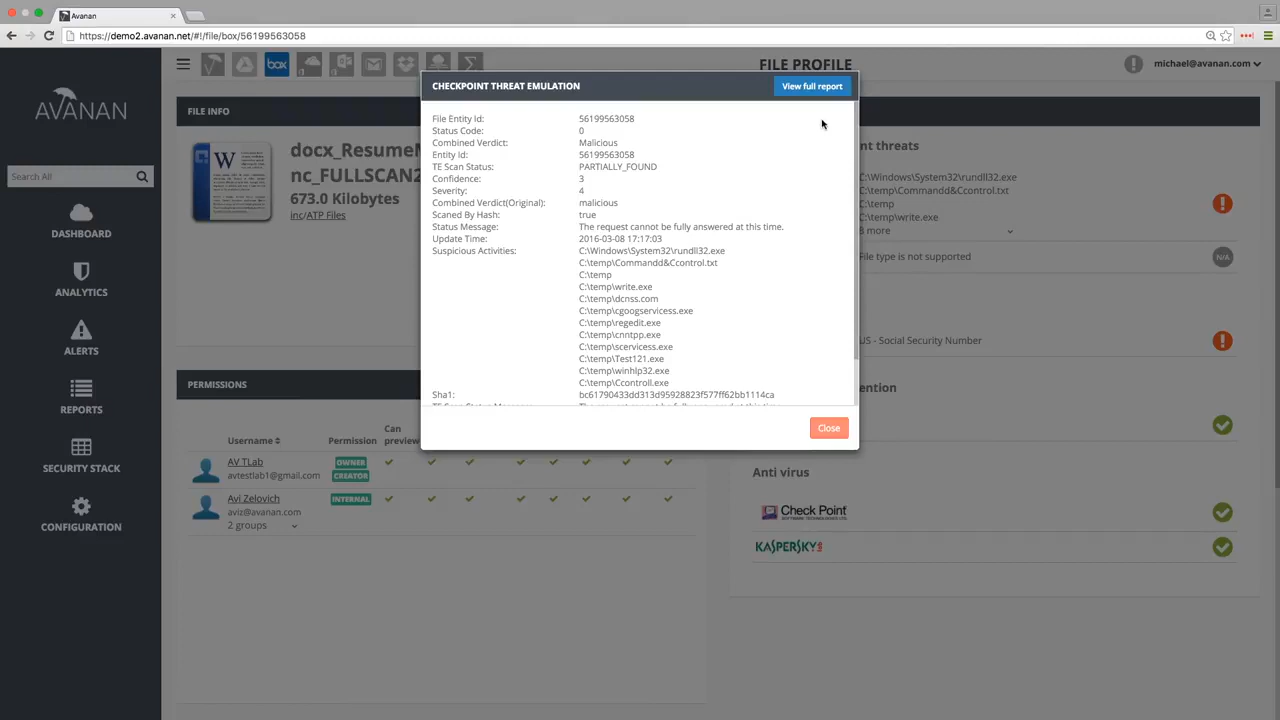 Avanan
https://demo2.avanan.net/#!/file/box/56199563058
AVANAN
Search All
DASHBOARD
ANALYTICS
ALERTS
REPORTS
SECURITY STACK
CONFIGURATION
box
FILE PROFILE
michael@avanan.com
FILE INFO
W
docx_ResumeM
nc_FULLSCAN2
673.0 Kilobytes
inc/ATP Files
CHECKPOINT THREAT EMULATION
View full report
File Entity Id: 56199563058
Status Code: 0
Combined Verdict: Malicious
Entity Id: 56199563058
TE Scan Status: PARTIALLY_FOUND
Confidence: 3
Severity: 4
Combined Verdict(Original): malicious
Scaned By Hash: true
Status Message: The request cannot be fully answered at this time.
Update Time: 2016-03-08 17:17:03
Suspicious Activities: C:\Windows\System32\rundll32.exe
C:\temp\Commandd&Ccontrol.txt
C:\temp
C:\temp\write.exe
C:\temp\dcnss.com
C:\temp\cgoogservicess.exe
C:\temp\regedit.exe
C:\temp\cnntpp.exe
C:\temp\scervicess.exe
C:\temp\Test121.exe
C:\temp\winhlp32.exe
C:\temp\Ccontroll.exe
Sha1: bc61790433dd313d95928823f577ff62bb1114ca
Close
nt threats
C:\Windows\System32\rundll32.exe
C:\temp\Commandd&Ccontrol.txt
C:\temp
C:\temp\write.exe
8 more
File type is not supported
N/A
US - Social Security Number
ention
Anti virus
Check Point
SOFTWARE TECHNOLOGIES LTD.
KASPERSKY
PERMISSIONS
Username Permission Can preview
AV TLab OWNER
avtestlab1@gmail.com CREATOR
Avi Zelovich INTERNAL
aviz@avanan.com
2 groups